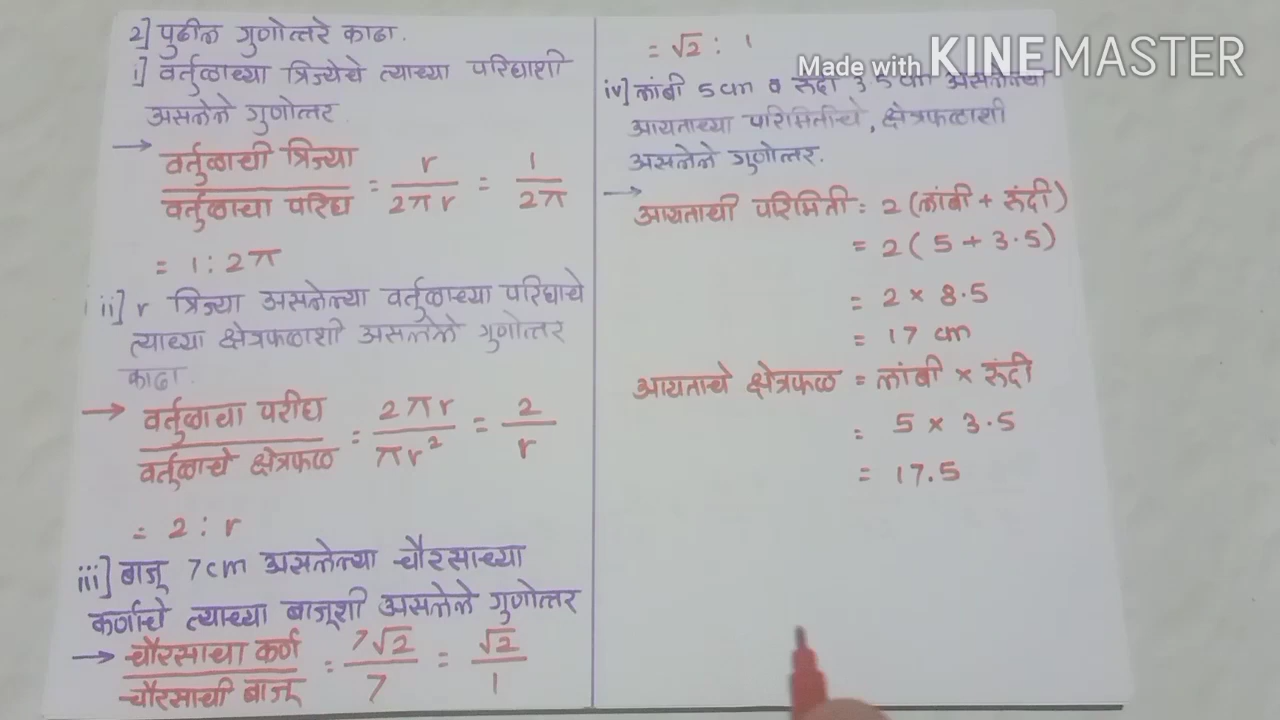 2] पुढील गुणोत्तरे काढा.
i] वर्तुळाच्या त्रिज्येचे त्याच्या परिघाशी
असलेले गुणोत्तर.
→ वर्तुळाची त्रिज्या / वर्तुळाचा परिघ = r / 2πr = 1 / 2π
= 1 : 2π
ii] r त्रिज्या असलेल्या वर्तुळाच्या परिघाचे
त्याच्या क्षेत्रफळाशी असलेले गुणोत्तर
काढा.
→ वर्तुळाचा परीघ / वर्तुळाचे क्षेत्रफळ = 2πr / πr² = 2 / r
= 2 : r
iii] बाजू 7cm असलेल्या चौरसाच्या
कर्णाचे त्याच्या बाजूशी असलेले गुणोत्तर
→ चौरसाचा कर्ण / चौरसाची बाजू = 7√2 / 7 = √2 / 1
= √2 : 1
Made with KINEMASTER
iv] लांबी 5cm व रुंदी 3.5cm असलेल्या
आयताच्या परिमितीचे, क्षेत्रफळाशी
असलेले गुणोत्तर.
→ आयताची परिमिती = 2 (लांबी + रुंदी)
= 2 (5 + 3.5)
= 2 × 8.5
= 17 cm
आयताचे क्षेत्रफळ = लांबी × रुंदी
= 5 × 3.5
= 17.5